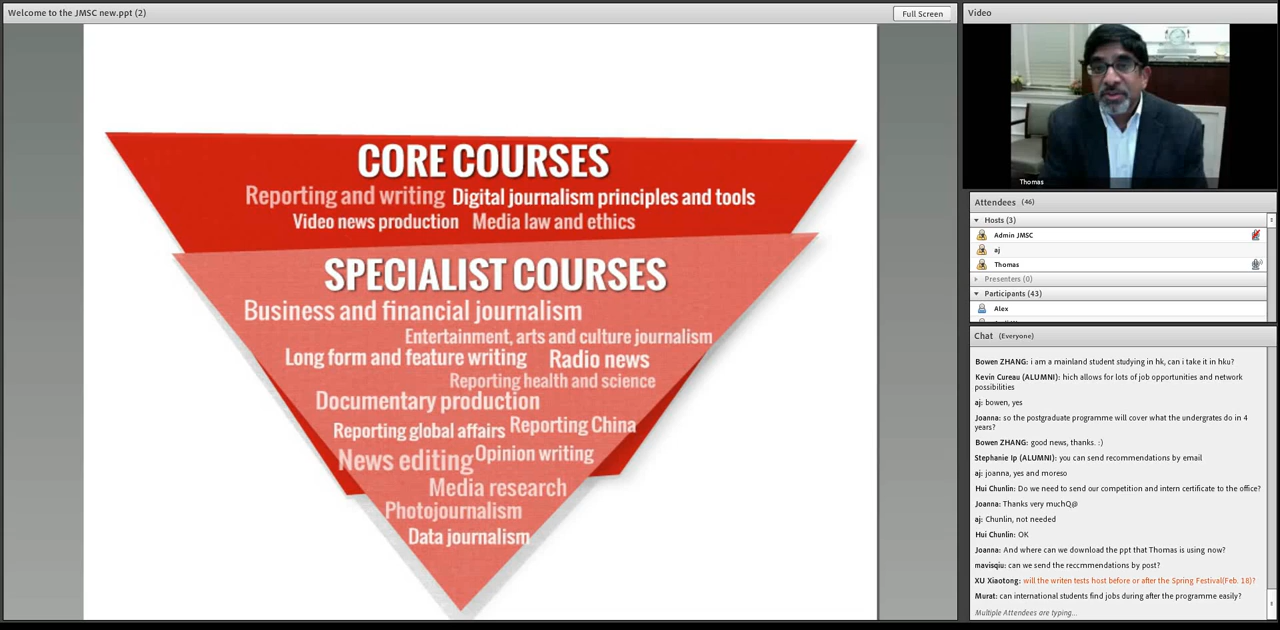 Welcome to the JMSC new.ppt (2)
Full Screen
CORE COURSES
Reporting and writing Digital journalism principles and tools
Video news production Media law and ethics
SPECIALIST COURSES
Business and financial journalism
Entertainment, arts and culture journalism
Long form and feature writing Radio news
Reporting health and science
Documentary production
Reporting global affairs Reporting China
News editing Opinion writing
Media research
Photojournalism
Data journalism
Video
Thomas
Attendees (46)
Hosts (3)
Admin JMSC
aj
Thomas
Presenters (0)
Participants (43)
Alex
Chat (Everyone)
Bowen ZHANG: i am a mainland student studying in hk, can i take it in hku?
Kevin Cureau (ALUMNI): hich allows for lots of job opportunities and network
possibilities
aj: bowen, yes
Joanna: so the postgraduate programme will cover what the undergrates do in 4
years?
Bowen ZHANG: good news, thanks. :)
Stephanie Ip (ALUMNI): you can send recommendations by email
aj: joanna, yes and moreso
Hui Chunlin: Do we need to send our competition and intern certificate to the office?
Joanna: Thanks very muchQ@
aj: Chunlin, not needed
Hui Chunlin: OK
Joanna: And where can we download the ppt that Thomas is using now?
mavisqiu: can we send the reccmmendations by post?
XU Xiaotong: will the writen tests host before or after the Spring Festival(Feb. 18)?
Murat: can international students find jobs during after the programme easily?
Multiple Attendees are typing...